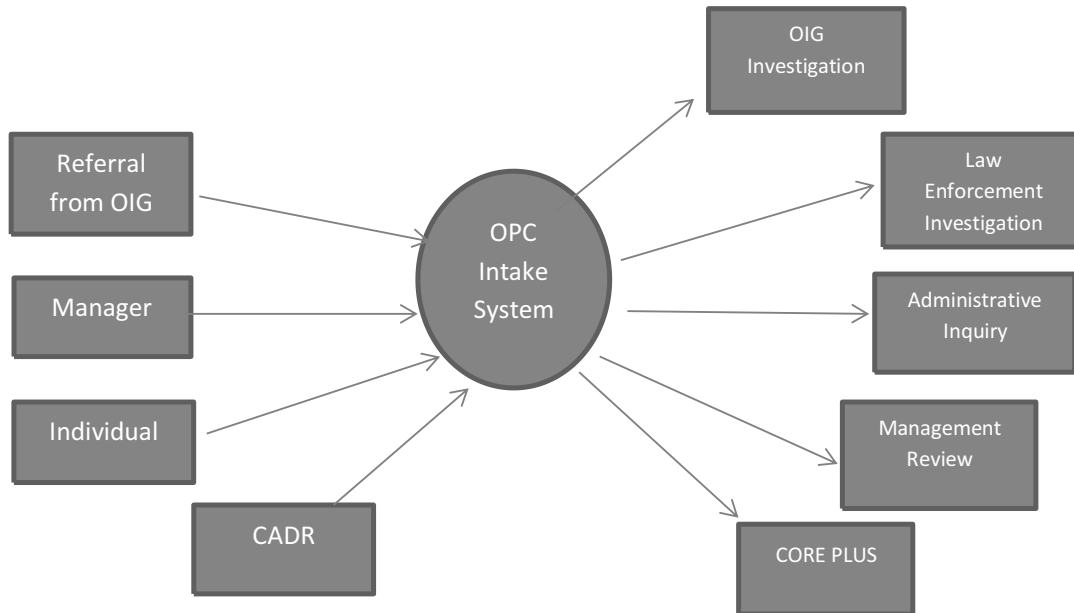 OIG
Investigation
Referral
from OIG
Law
Enforcement
Investigation
OPC
Intake
System
Manager
Administrative
Inquiry
Individual
Management
Review
CADR
CORE PLUS